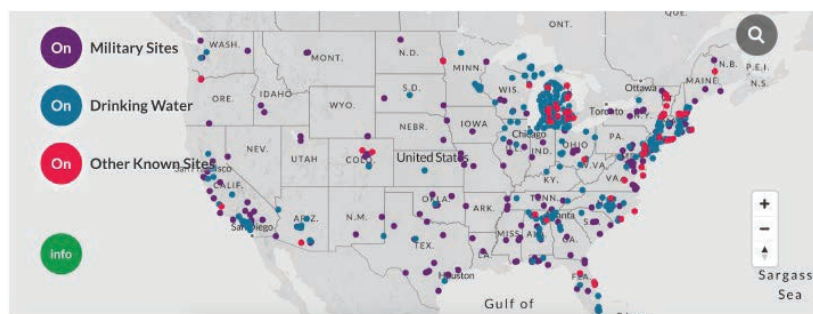 On Military Sites
On Drinking Water
On Other Known Sites
info
WASH.
MONT.
N.D.
MINN.
ONT.
QUE.
N.B.
P.E.I.
N.S.
MAINE
Ottawa
Toronto
N.Y.
ORE.
IDAHO
WYO.
S.D.
WIS.
NEBR.
IOWA
Chicago
IND.
OHIO
PA.
NEV.
UTAH
COLO.
United States
KY.
VA.
CALIF.
San Diego
ARIZ.
N.M.
OKLA.
ARK.
TENN.
MISS.
GA.
TEX.
LA.
Houston
FLA.
Gulf of
Sargass
Sea
+
−